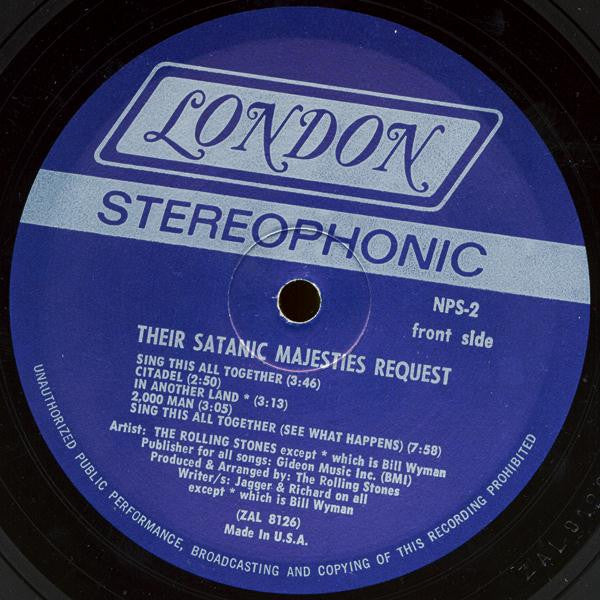 LONDON
STEREOPHONIC
NPS-2
front side
THEIR SATANIC MAJESTIES REQUEST
SING THIS ALL TOGETHER (3:46)
CITADEL (2:50)
IN ANOTHER LAND * (3:13)
2,000 MAN (3:05)
SING THIS ALL TOGETHER (SEE WHAT HAPPENS) (7:58)
Artist: THE ROLLING STONES except * which is Bill Wyman
Publisher for all songs: Gideon Music Inc. (BMI)
Produced & Arranged by: The Rolling Stones
Writer/s: Jagger & Richard on all
except * which is Bill Wyman
(ZAL 8126)
Made in U.S.A.
UNAUTHORIZED PUBLIC PERFORMANCE, BROADCASTING AND COPYING OF THIS RECORDING PROHIBITED